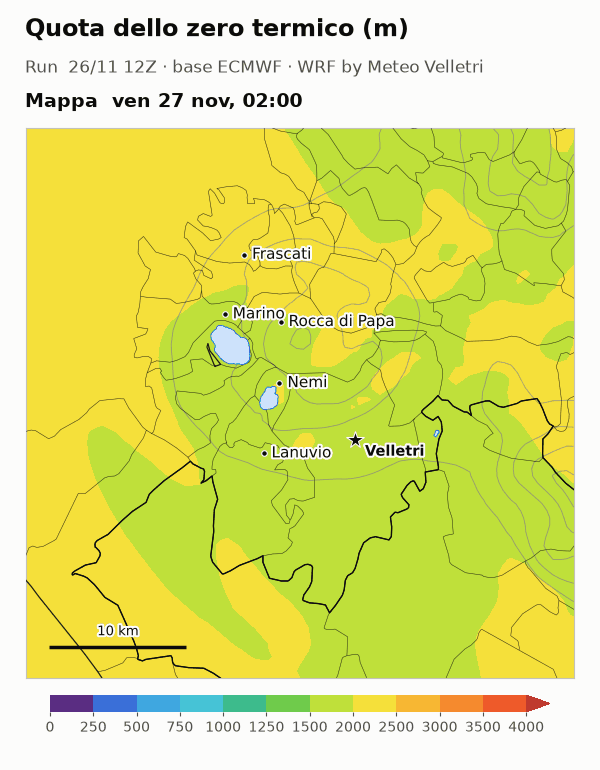 Quota dello zero termico (m)
Run  26/11 12Z · base ECMWF · WRF by Meteo Velletri
Mappa  ven 27 nov, 02:00
Frascati
Marino
Rocca di Papa
Nemi
Velletri
Lanuvio
10 km
0 250 500 750 1000 1250 1500 2000 2500 3000 3500 4000